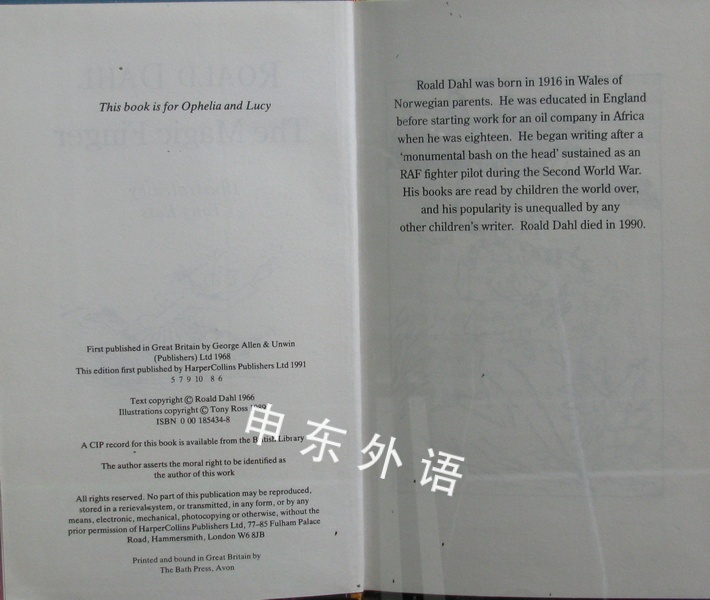 This book is for Ophelia and Lucy
First published in Great Britain by George Allen & Unwin
(Publishers) Ltd 1968
This edition first published by HarperCollins Publishers Ltd 1991
5 7 9 10 8 6
Text copyright © Roald Dahl 1966
Illustrations copyright © Tony Ross
ISBN 0 00 185434-8
A CIP record for this book is available from the British Library
The author asserts the moral right to be identified as
the author of this work
All rights reserved. No part of this publication may be reproduced,
stored in a rerievalsystem, or transmitted, in any form, or by any
means, electronic, mechanical, photocopying or otherwise, without the
prior permission of HarperCollins Publishers Ltd, 77–85 Fulham Palace
Road, Hammersmith, London W6 8JB
Printed and bound in Great Britain by
The Bath Press, Avon
Roald Dahl was born in 1916 in Wales of
Norwegian parents. He was educated in England
before starting work for an oil company in Africa
when he was eighteen. He began writing after a
‘monumental bash on the head’ sustained as an
RAF fighter pilot during the Second World War.
His books are read by children the world over,
and his popularity is unequalled by any
other children’s writer. Roald Dahl died in 1990.
申东外语
ROALD DAHL
The Magic Finger